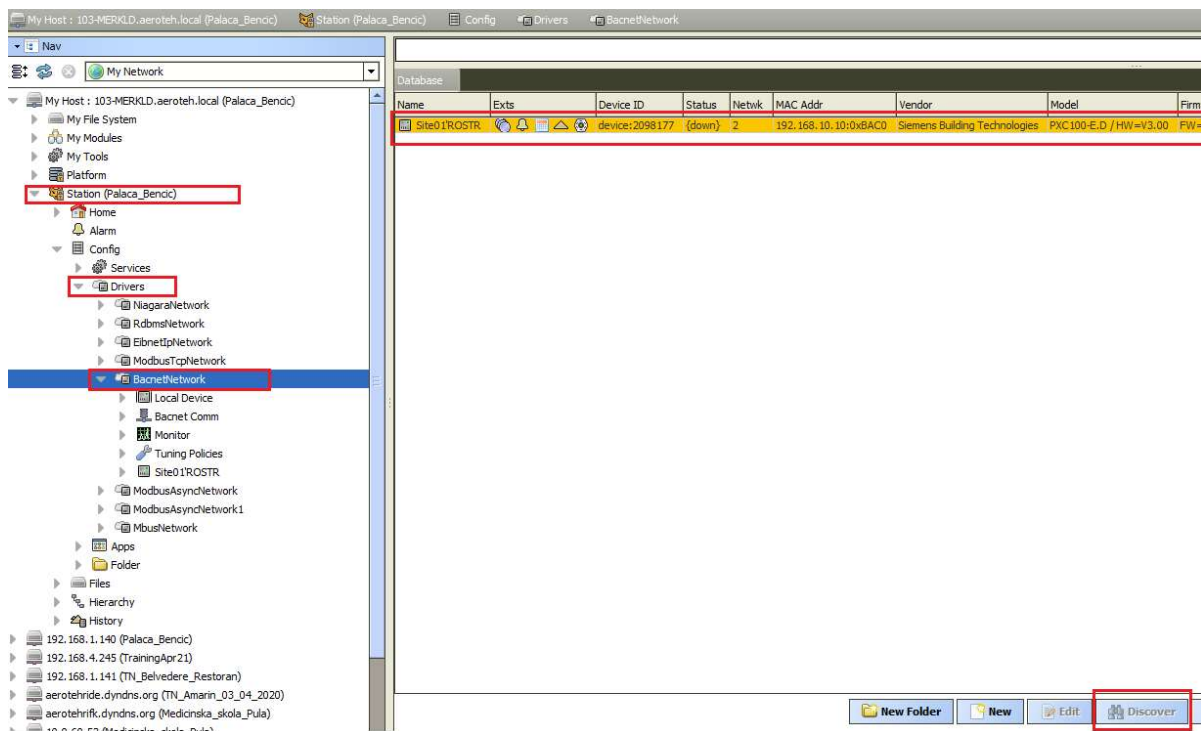 My Host : 103-MERKLD.aeroteh.local (Palaca_Bencic) Station (Palaca_Bencic) Config Drivers BacnetNetwork
Nav
My Network
My Host : 103-MERKLD.aeroteh.local (Palaca_Bencic)
My File System
My Modules
My Tools
Platform
Station (Palaca_Bencic)
Home
Alarm
Config
Services
Drivers
NiagaraNetwork
RdbmsNetwork
EibnetIpNetwork
ModbusTcpNetwork
BacnetNetwork
Local Device
Bacnet Comm
Monitor
Tuning Policies
Site01'ROSTR
ModbusAsyncNetwork
ModbusAsyncNetwork1
MbusNetwork
Apps
Folder
Files
Hierarchy
History
192.168.1.140 (Palaca_Bencic)
192.168.4.245 (TrainingApr21)
192.168.1.141 (TN_Belvedere_Restoran)
aerotehride.dyndns.org (TN_Amarin_03_04_2020)
aerotehrifk.dyndns.org (Medicinska_skola_Pula)
Database
Name Exts Device ID Status Netwk MAC Addr Vendor Model Firm
Site01'ROSTR device:2098177 {down} 2 192.168.10.10:0xBAC0 Siemens Building Technologies PXC100-E.D / HW=V3.00 FW=
New Folder New Edit Discover